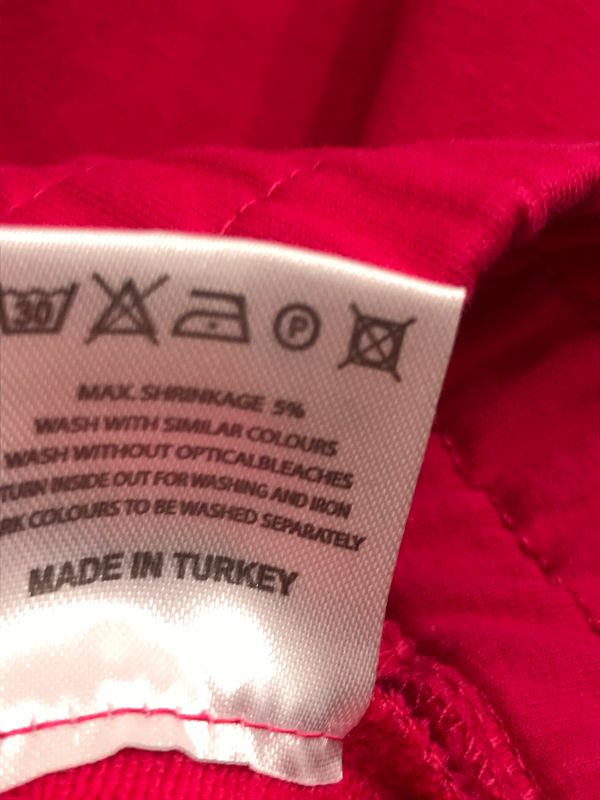 30 P
MAX. SHRINKAGE 5%
WASH WITH SIMILAR COLOURS
WASH WITHOUT OPTICALBLEACHES
TURN INSIDE OUT FOR WASHING AND IRON
RK COLOURS TO BE WASHED SEPARATELY
MADE IN TURKEY